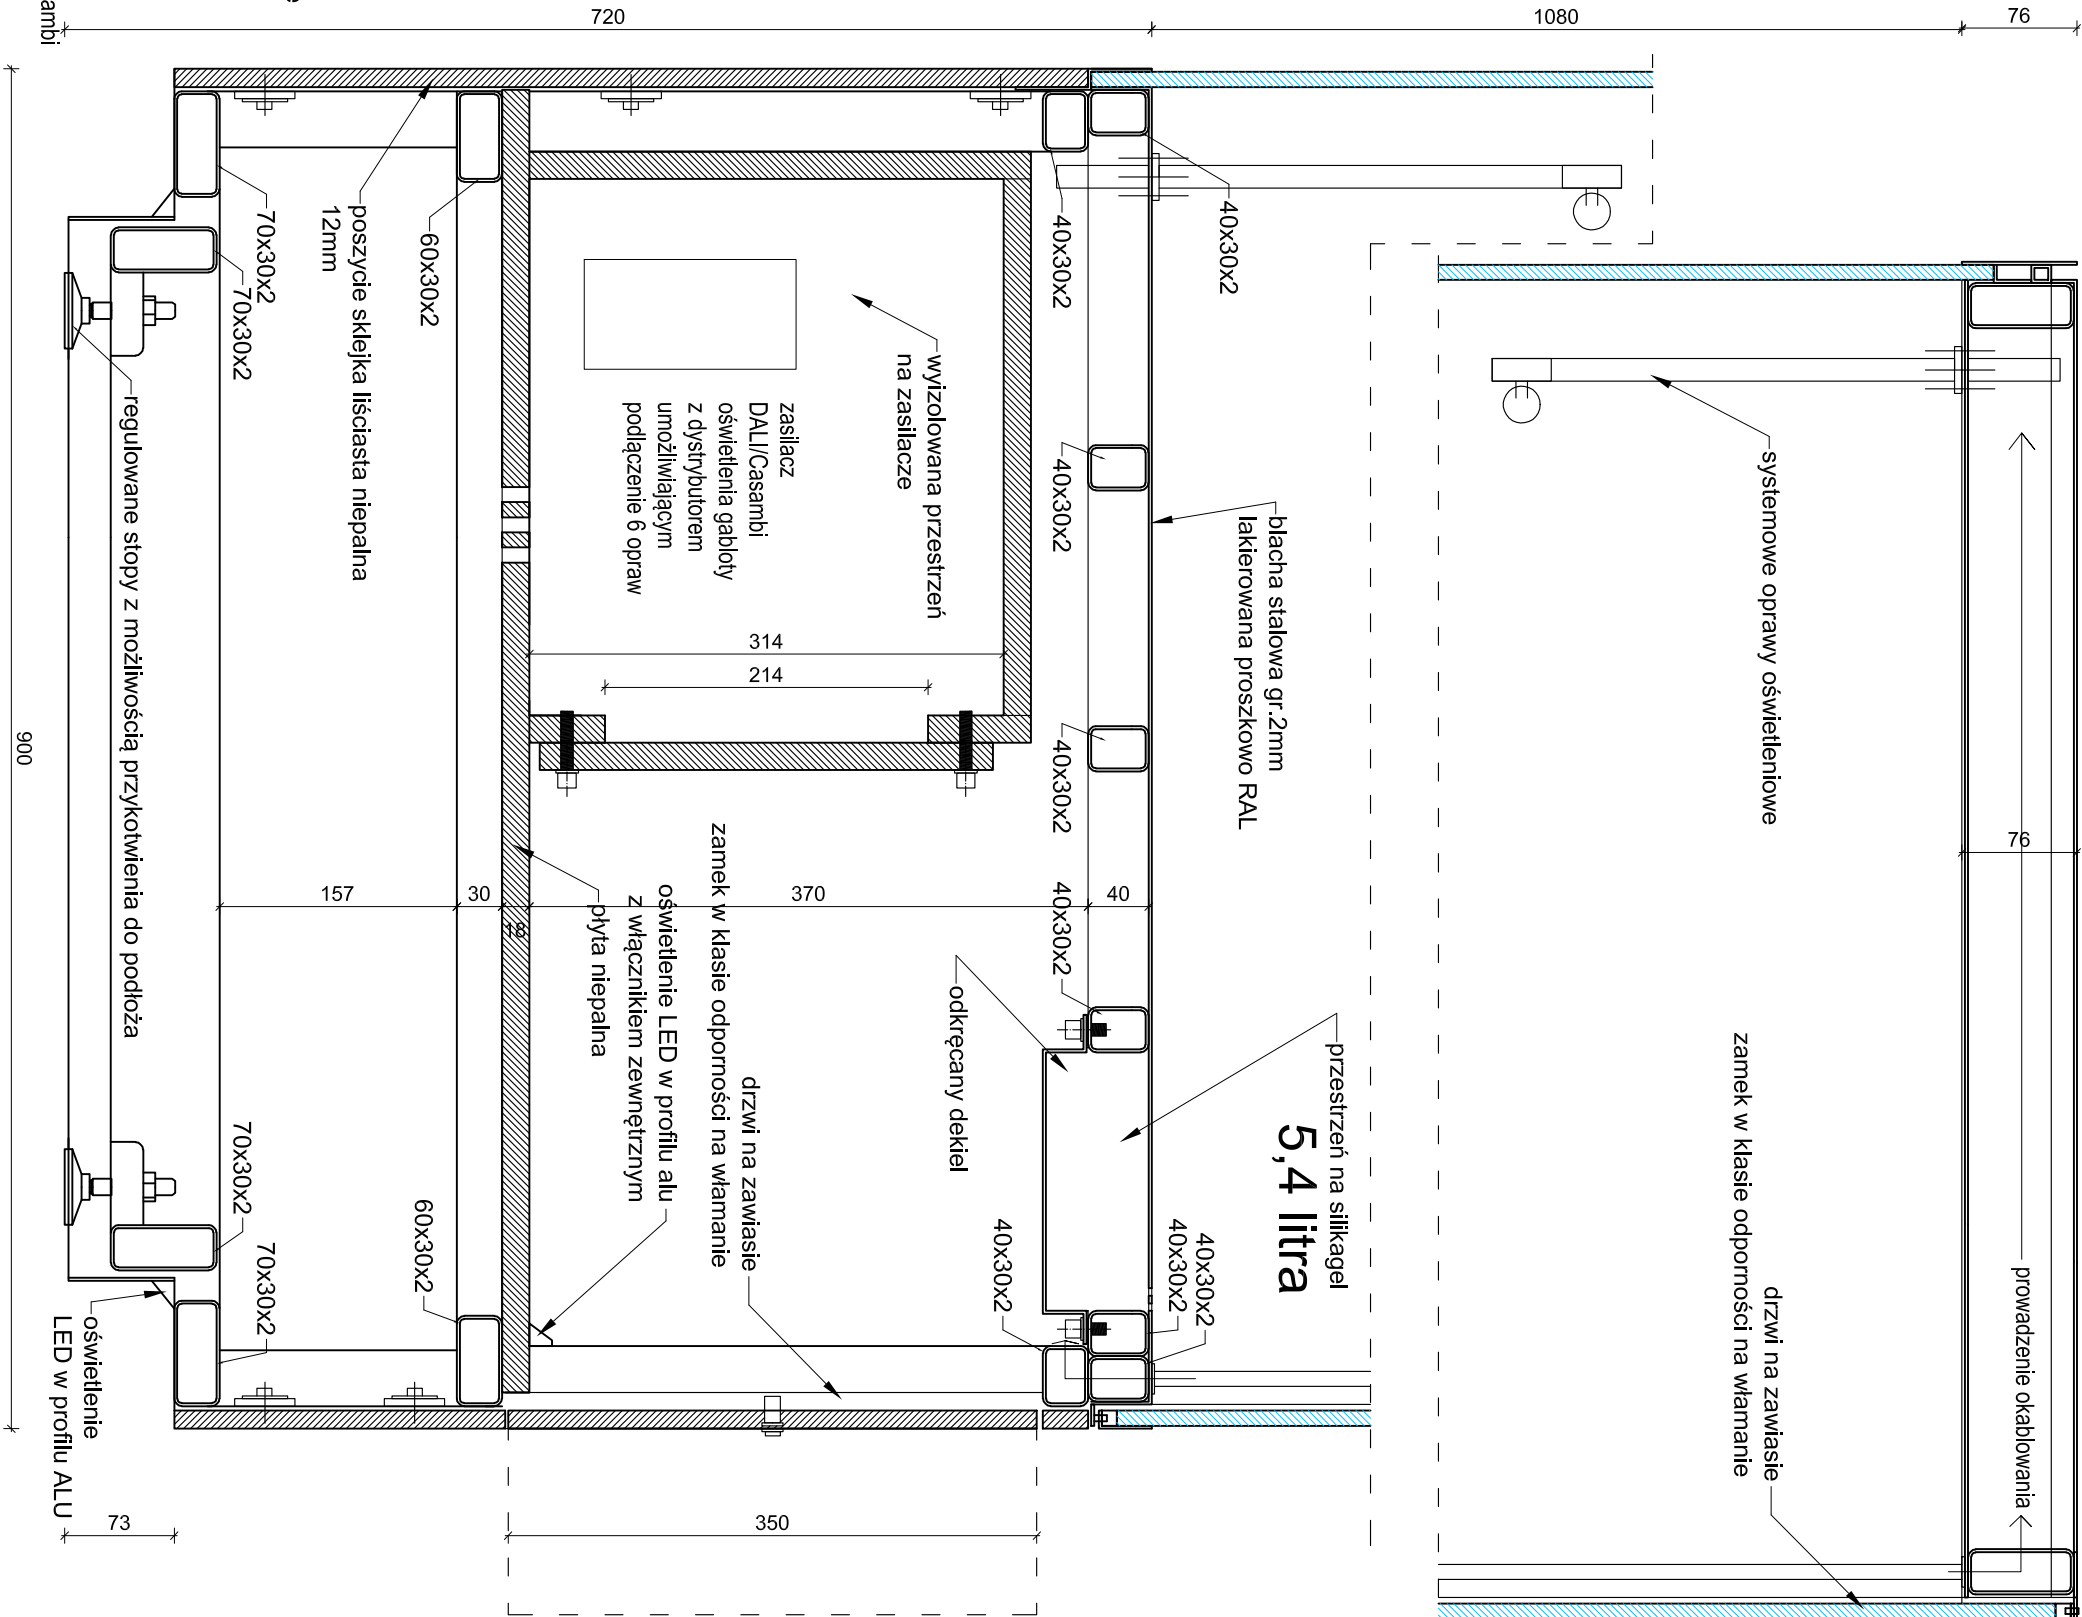 720
1080
76
ambi
40x30x2
40x30x2
60x30x2
poszycie sklejka liściasta niepalna
12mm
70x30x2
70x30x2
wyizolowana przestrzeń
na zasilacze
zasilacz
DALI/Casambi
oświetlenia gabloty
z dystrybutorem
umożliwiającym
podłączenie 6 opraw
regulowane stopy z możliwością przykotwienia do podłoża
systemowe oprawy oświetleniowe
blacha stalowa gr.2mm
lakierowana proszkowo RAL
40x30x2
40x30x2
40x30x2
314
214
900
76
157
30
18
370
40
płyta niepalna
oświetlenie LED w profilu alu
z włącznikiem zewnętrznym
drzwi na zawiasie
zamek w klasie odporności na włamanie
odkręcany dekiel
przestrzeń na silikagel
5,4 litra
drzwi na zawiasie
zamek w klasie odporności na włamanie
prowadzenie okablowania
40x30x2
40x30x2
40x30x2
60x30x2
70x30x2
70x30x2
oświetlenie
LED w profilu ALU
73
350